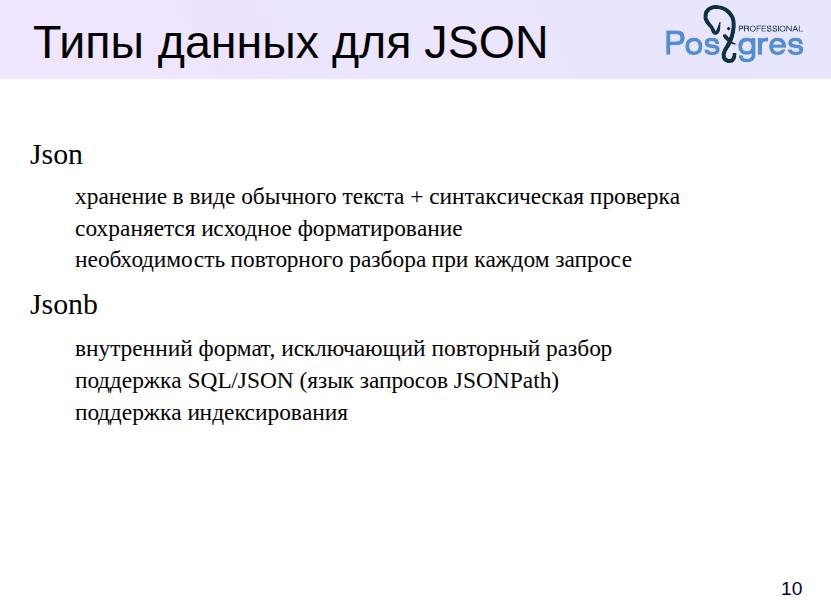 Типы данных для JSON
PROFESSIONAL
Postgres
Json
хранение в виде обычного текста + синтаксическая проверка
сохраняется исходное форматирование
необходимость повторного разбора при каждом запросе
Jsonb
внутренний формат, исключающий повторный разбор
поддержка SQL/JSON (язык запросов JSONPath)
поддержка индексирования
10